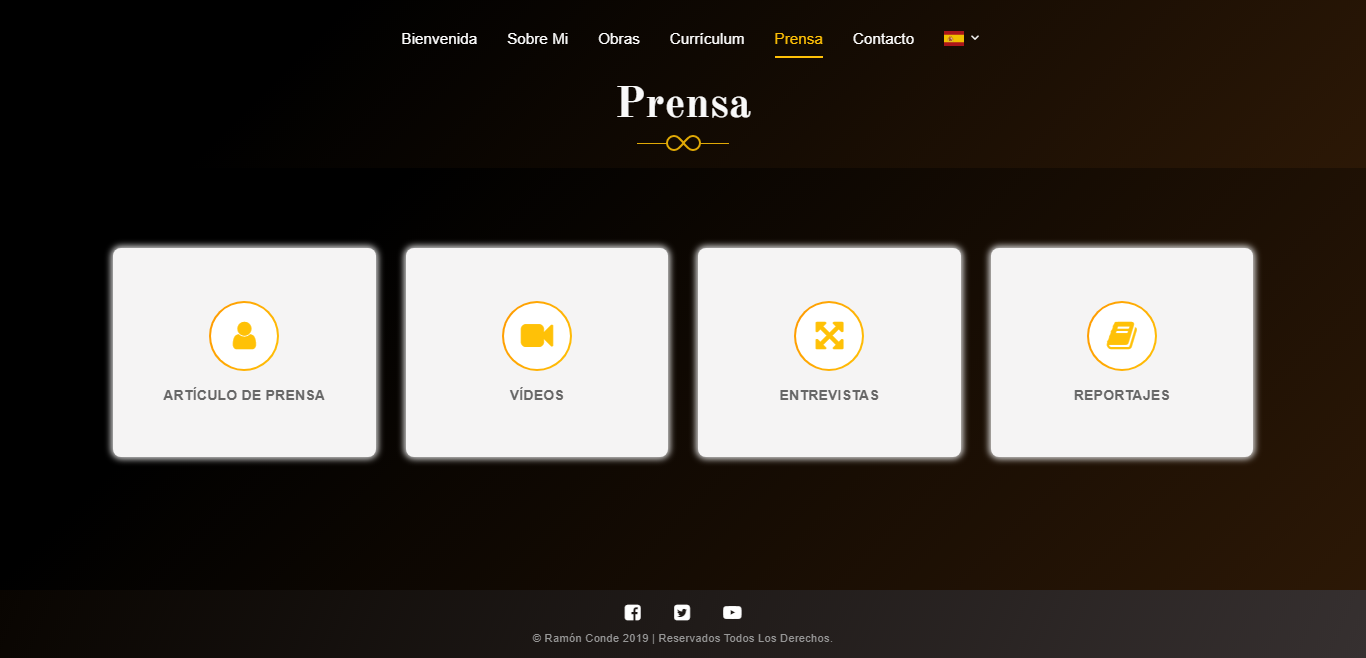 Bienvenida Sobre Mi Obras Currículum Prensa Contacto
Prensa
ARTÍCULO DE PRENSA
VÍDEOS
ENTREVISTAS
REPORTAJES
© Ramón Conde 2019 | Reservados Todos Los Derechos.